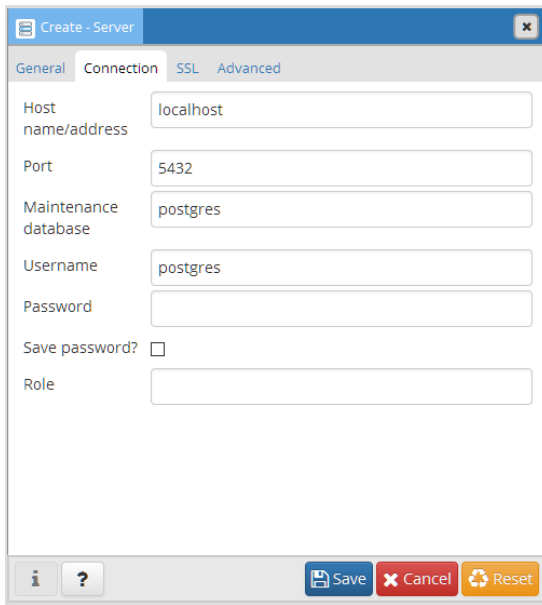 Create - Server
General Connection SSL Advanced
Host
name/address
localhost
Port
5432
Maintenance
database
postgres
Username
postgres
Password
Save password?
Role
i ? Save Cancel Reset